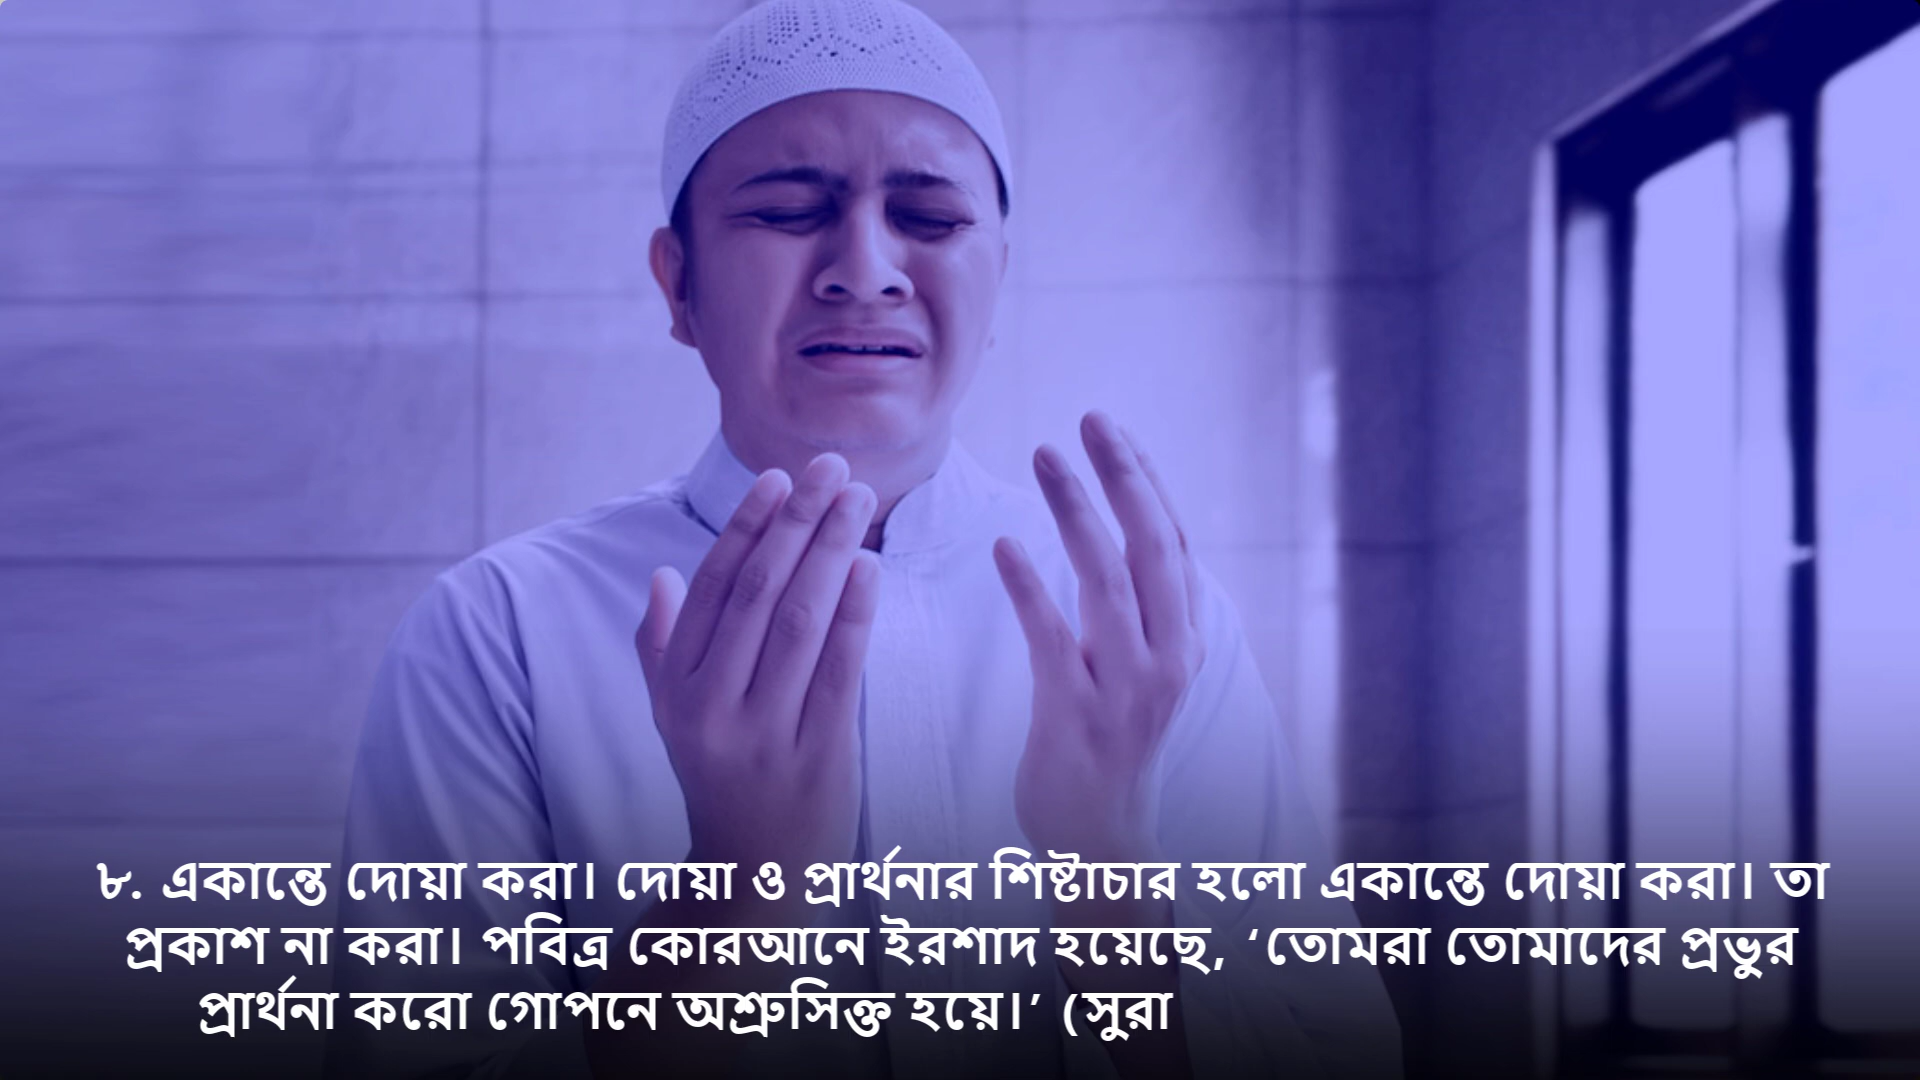 ৮. একান্তে দোয়া করা। দোয়া ও প্রার্থনার শিষ্টাচার হলো একান্তে দোয়া করা। তা
প্রকাশ না করা। পবিত্র কোরআনে ইরশাদ হয়েছে, ‘তোমরা তোমাদের প্রভুর
প্রার্থনা করো গোপনে অশ্রুসিক্ত হয়ে।’ (সুরা